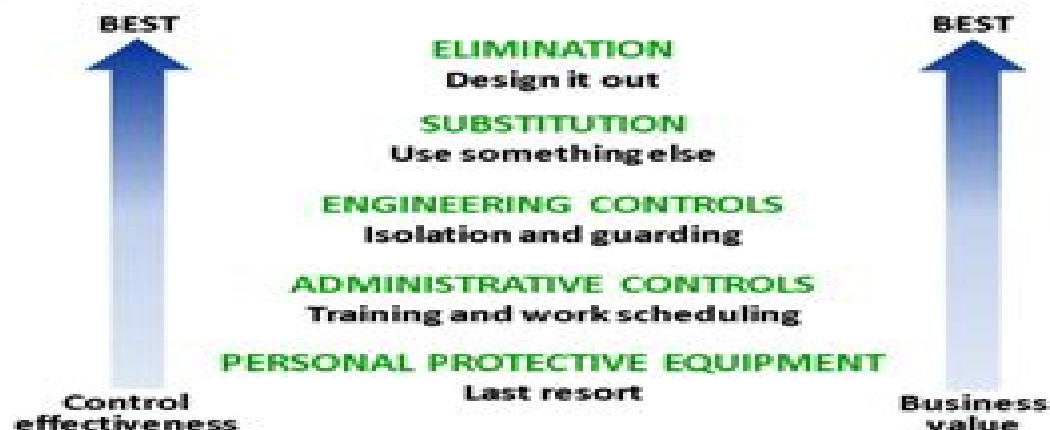 BEST
BEST
ELIMINATION
Design it out
SUBSTITUTION
Use something else
ENGINEERING CONTROLS
Isolation and guarding
ADMINISTRATIVE CONTROLS
Training and work scheduling
PERSONAL PROTECTIVE EQUIPMENT
Last resort
Control
effectiveness
Business
value